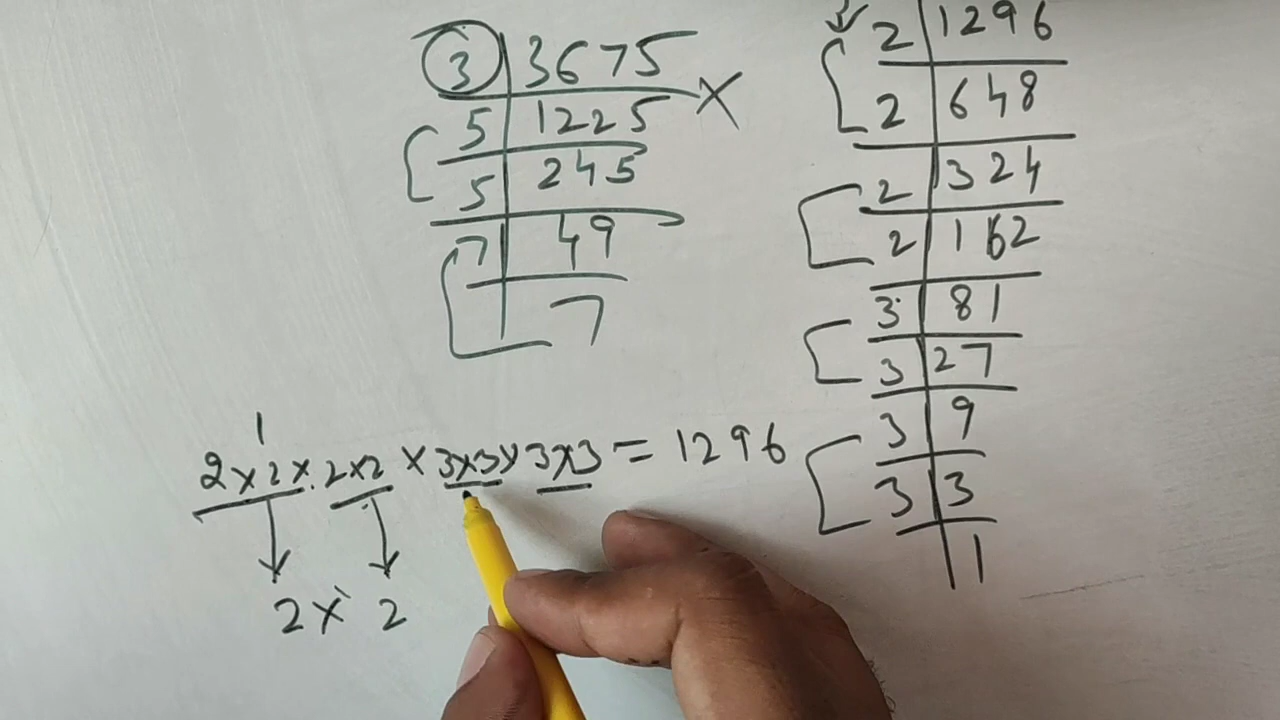 3 | 3675 ×
5 | 1225
5 | 245
7 | 49
7
2 | 1296
2 | 648
2 | 324
2 | 162
3 | 81
3 | 27
3 | 9
3 | 3
1
1
2×2×.2×2 × 3×3×3×3 = 1296
2 × 2